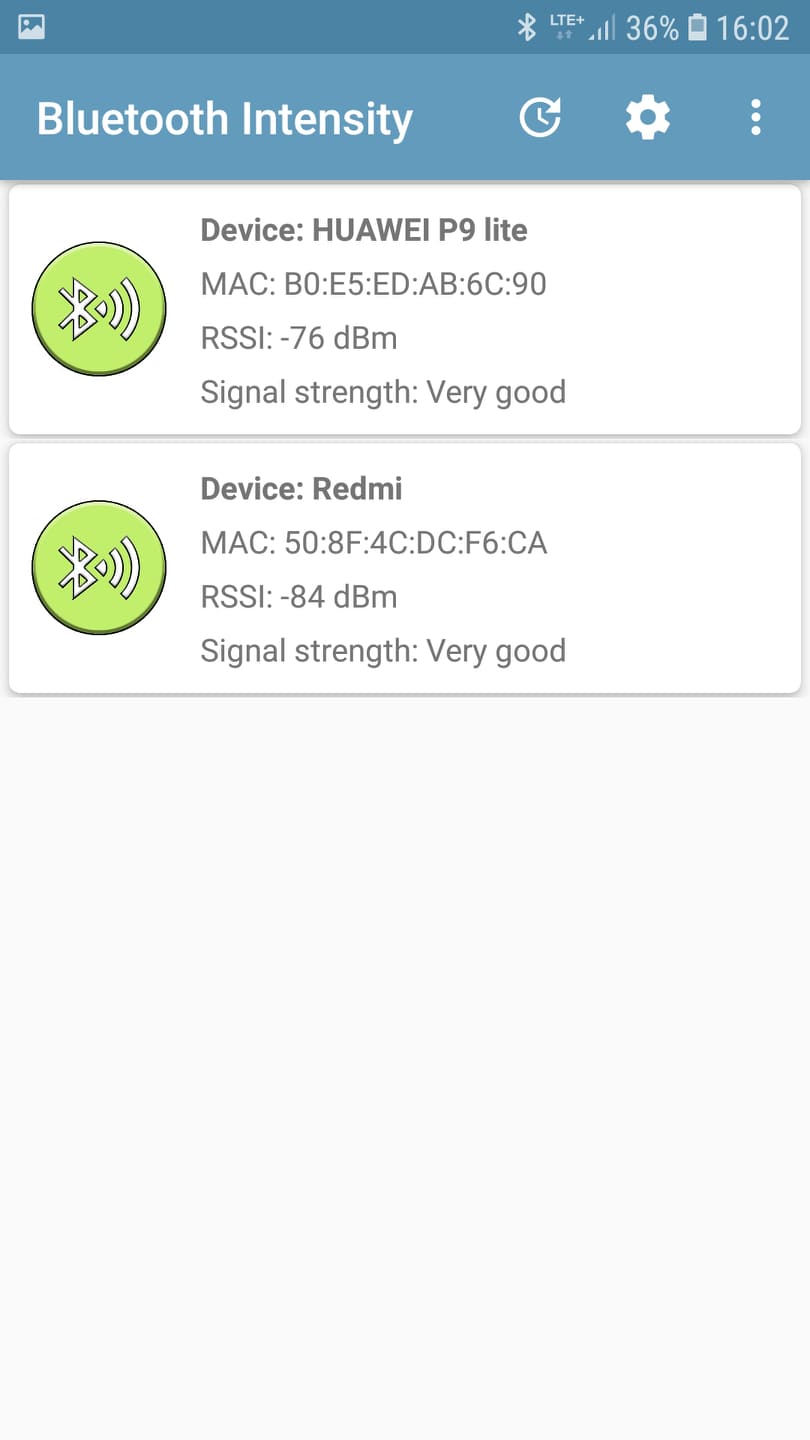 LTE+ 36% 16:02
Bluetooth Intensity
Device: HUAWEI P9 lite
MAC: B0:E5:ED:AB:6C:90
RSSI: -76 dBm
Signal strength: Very good
Device: Redmi
MAC: 50:8F:4C:DC:F6:CA
RSSI: -84 dBm
Signal strength: Very good